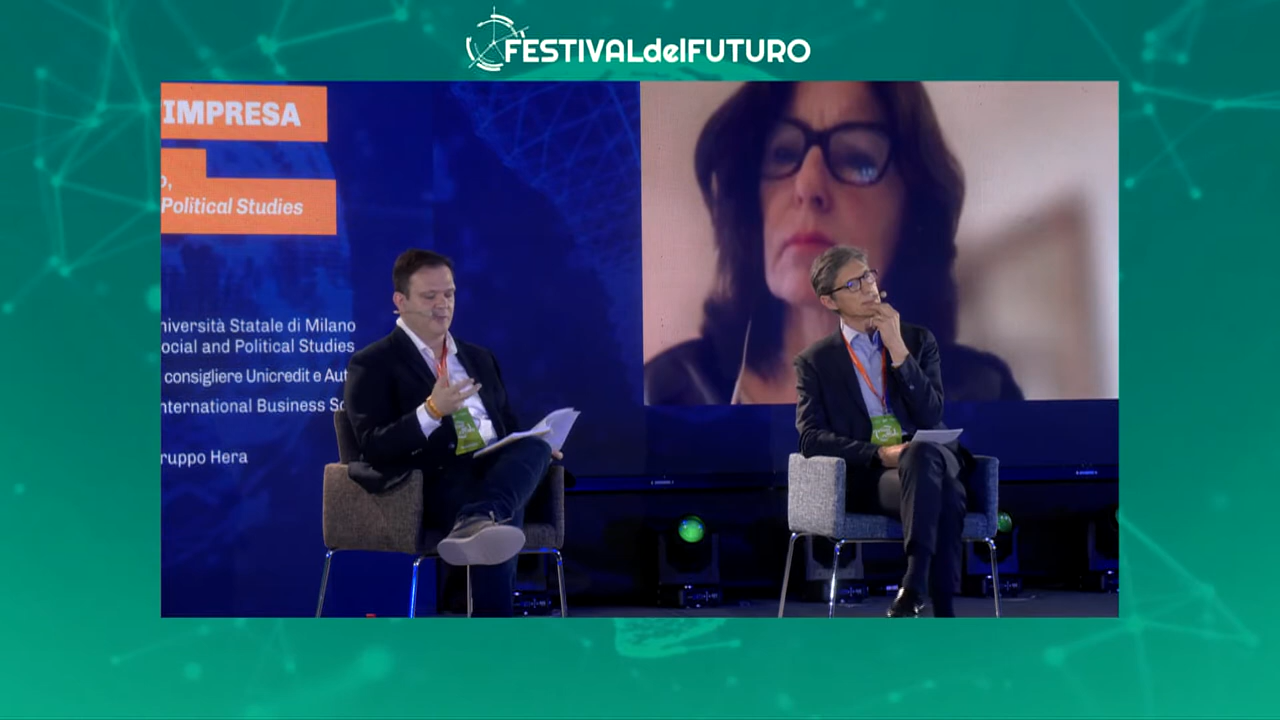 FESTIVALdelFUTURO
IMPRESA
o,
Political Studies
niversità Statale di Milano
ocial and Political Studies
consigliere Unicredit e Aut
nternational Business Sc
ruppo Hera